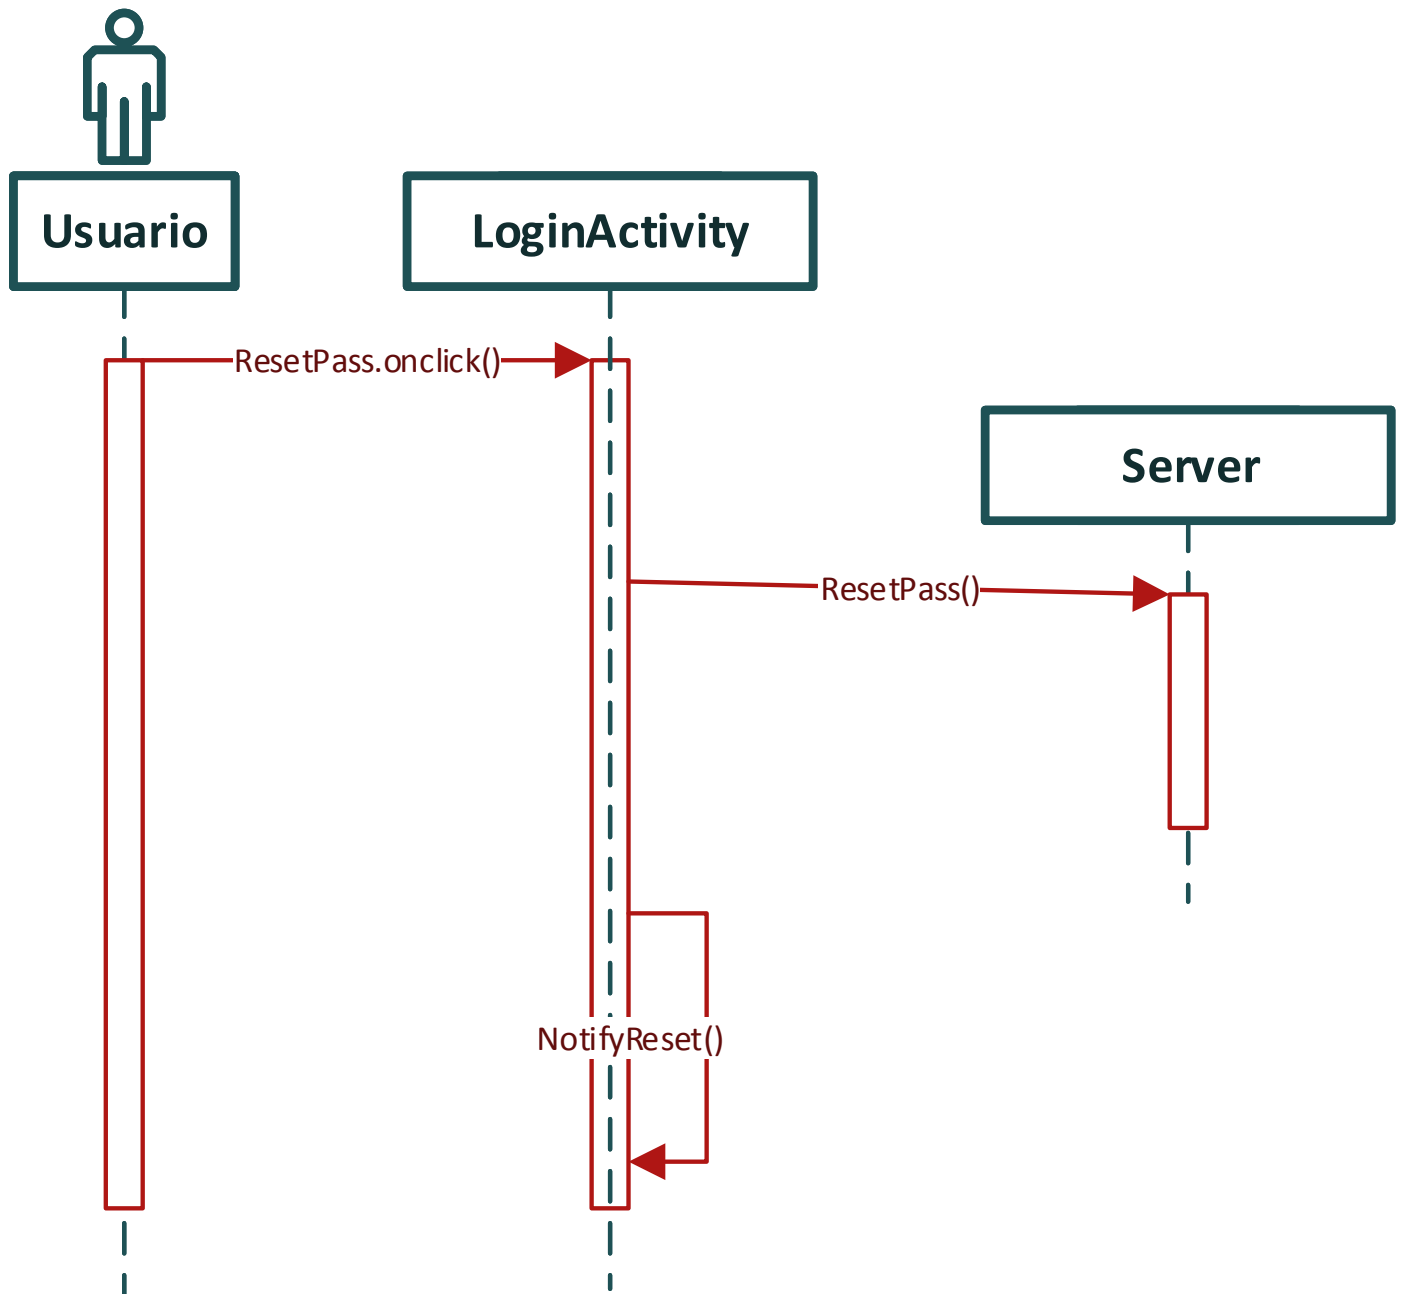 Usuario
LoginActivity
ResetPass.onclick()
Server
ResetPass()
NotifyReset()